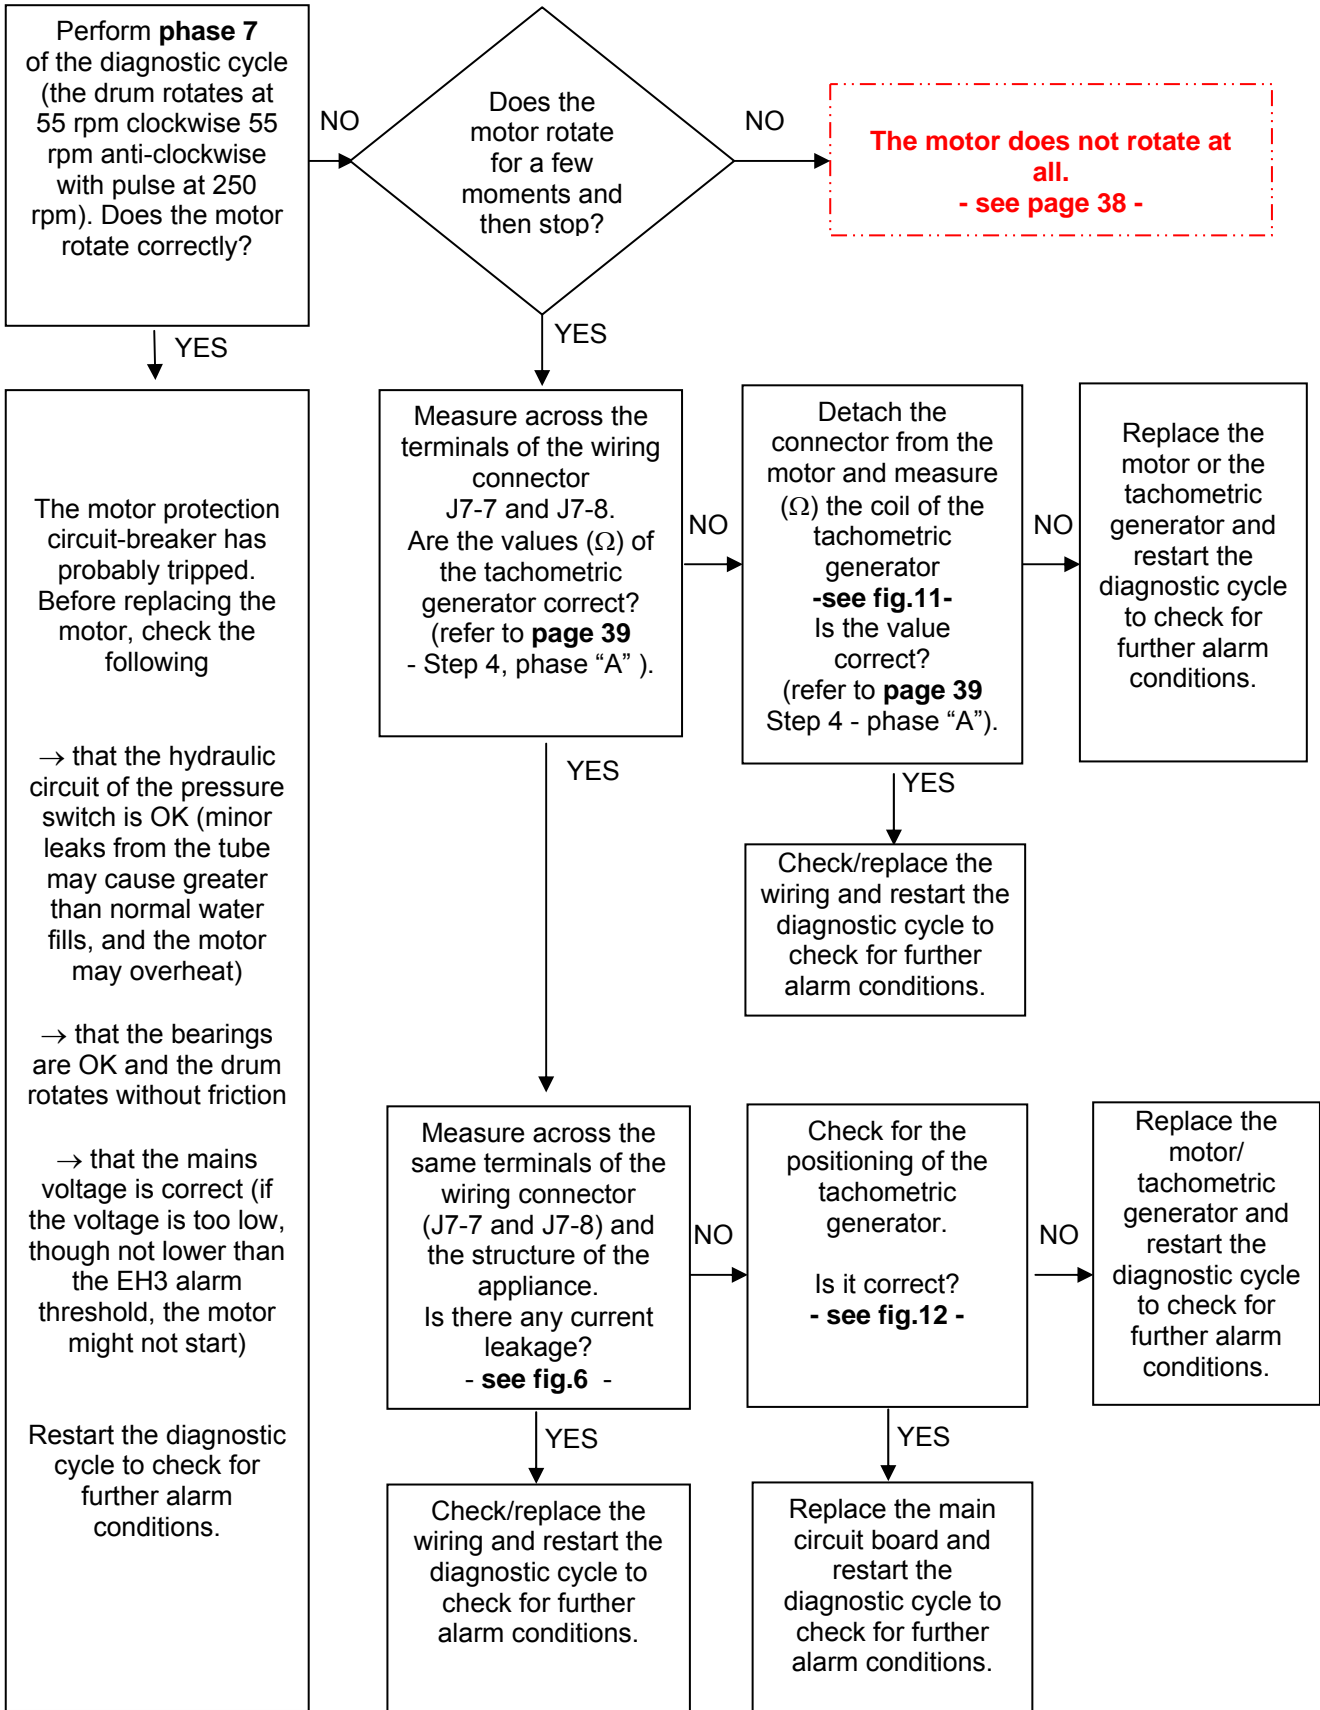 Perform phase 7
of the diagnostic cycle
(the drum rotates at
55 rpm clockwise 55
rpm anti-clockwise
with pulse at 250
rpm). Does the motor
rotate correctly?
NO
Does the
motor rotate
for a few
moments and
then stop?
NO
The motor does not rotate at
all.
- see page 38 -
YES
YES
The motor protection
circuit-breaker has
probably tripped.
Before replacing the
motor, check the
following
→ that the hydraulic
circuit of the pressure
switch is OK (minor
leaks from the tube
may cause greater
than normal water
fills, and the motor
may overheat)
→ that the bearings
are OK and the drum
rotates without friction
→ that the mains
voltage is correct (if
the voltage is too low,
though not lower than
the EH3 alarm
threshold, the motor
might not start)
Restart the diagnostic
cycle to check for
further alarm
conditions.
Measure across the
terminals of the wiring
connector
J7-7 and J7-8.
Are the values (Ω) of
the tachometric
generator correct?
(refer to page 39
- Step 4, phase “A” ).
NO
Detach the
connector from the
motor and measure
(Ω) the coil of the
tachometric
generator
-see fig.11-
Is the value
correct?
(refer to page 39
Step 4 - phase “A”).
NO
Replace the
motor or the
tachometric
generator and
restart the
diagnostic cycle
to check for
further alarm
conditions.
YES
YES
Check/replace the
wiring and restart the
diagnostic cycle to
check for further
alarm conditions.
Measure across the
same terminals of the
wiring connector
(J7-7 and J7-8) and
the structure of the
appliance.
Is there any current
leakage?
- see fig.6 -
NO
Check for the
positioning of the
tachometric
generator.
Is it correct?
- see fig.12 -
NO
Replace the
motor/
tachometric
generator and
restart the
diagnostic cycle
to check for
further alarm
conditions.
YES
YES
Check/replace the
wiring and restart the
diagnostic cycle to
check for further
alarm conditions.
Replace the main
circuit board and
restart the
diagnostic cycle to
check for further
alarm conditions.